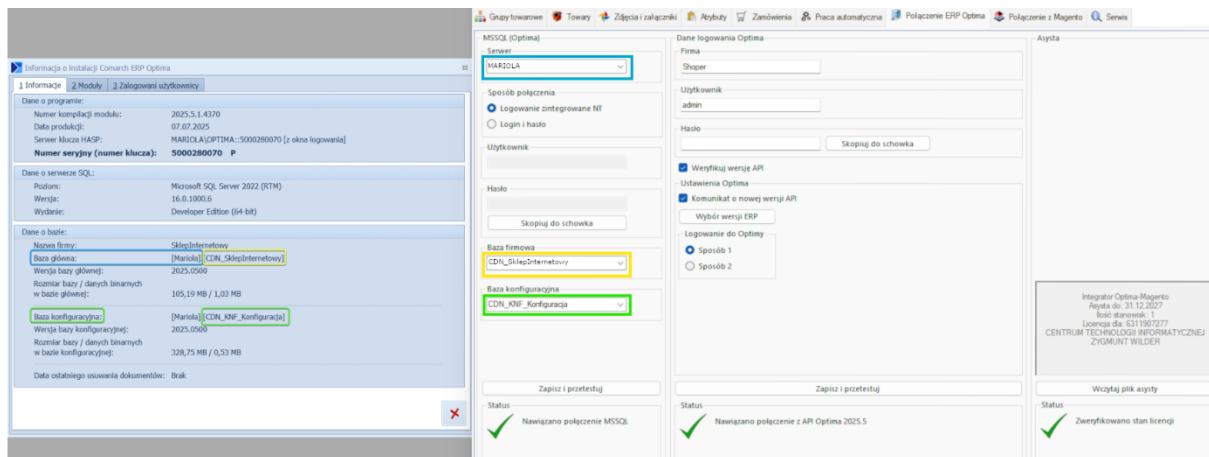 Informacja o Instalacji Comarch ERP Optima
1 Informacje 2 Moduły 3 Zalogowani użytkownicy
Dane o programie:
Numer kompilacji modułu: 2025.5.1.4370
Data produkcji: 07.07.2025
Serwer klucza HASP: MARIOLA\OPTIMA::5000280070 [z okna logowania]
Numer seryjny (numer klucza): 5000280070 P
Dane o serwerze SQL:
Poziom: Microsoft SQL Server 2022 (RTM)
Wersja: 16.0.1000.6
Wydanie: Developer Edition (64-bit)
Dane o bazie:
Nazwa firmy: SklepInternetowy
Baza główna: [Mariola].[CDN_SklepInternetowy]
Wersja bazy głównej: 2025.0500
Rozmiar bazy / danych binarnych
w bazie głównej: 105,19 MB / 1,03 MB
Baza konfiguracyjna: [Mariola].[CDN_KNF_Konfiguracja]
Wersja bazy konfiguracyjnej: 2025.0500
Rozmiar bazy / danych binarnych
w bazie konfiguracyjnej: 328,75 MB / 0,53 MB
Data ostatniego usuwania dokumentów: Brak
Grupy towarowe Towary Zdjęcia i załączniki Atrybuty Zamówienia Praca automatyczna Połączenie ERP Optima Połączenie z Magento Serwis
MSSQL (Optima)
Serwer
MARIOLA
Sposób połączenia
Logowanie zintegrowane NT
Login i hasło
Użytkownik
Hasło
Skopiuj do schowka
Baza firmowa
CDN_SklepInternetowy
Baza konfiguracyjna
CDN_KNF_Konfiguracja
Zapisz i przetestuj
Status
Nawiązano połączenie MSSQL
Dane logowania Optima
Firma
Shoper
Użytkownik
admin
Hasło
Skopiuj do schowka
Weryfikuj wersję API
Ustawienia Optima
Komunikat o nowej wersji API
Wybór wersji ERP
Logowanie do Optimy
Sposób 1
Sposób 2
Zapisz i przetestuj
Status
Nawiązano połączenie z API Optima 2025.5
Asysta
Integrator Optima-Magento
Asysta do: 31.12.2027
Ilość stanowisk: 1
Licencja dla: 6311907277
CENTRUM TECHNOLOGII INFORMATYCZNEJ
ZYGMUNT WILDER
Wczytaj plik asysty
Status
Zweryfikowano stan licencji